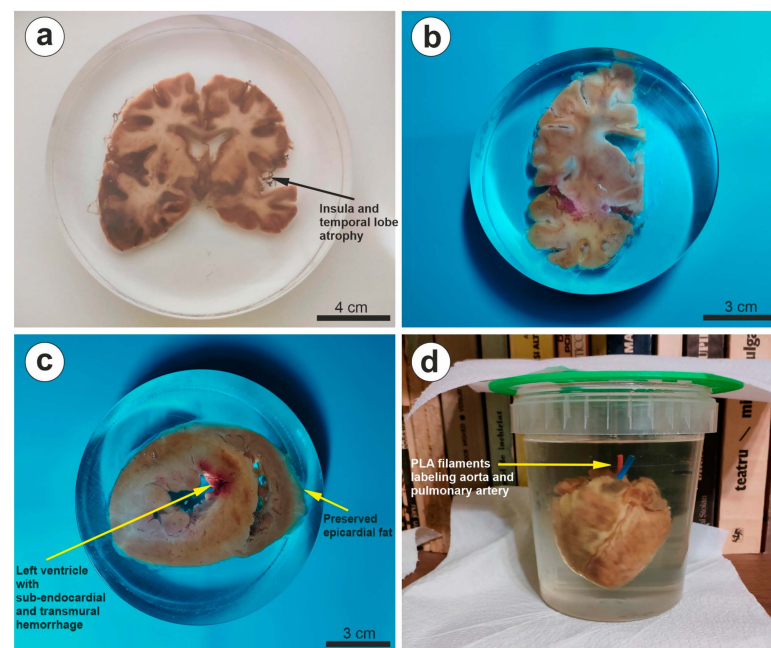 a
Insula and
temporal lobe
atrophy
4 cm
b
3 cm
c
Preserved
epicardial fat
Left ventricle
with
sub-endocardial
and transmural
hemorrhage
3 cm
d
teatru / mi
PLA filaments
labeling aorta and
pulmonary artery